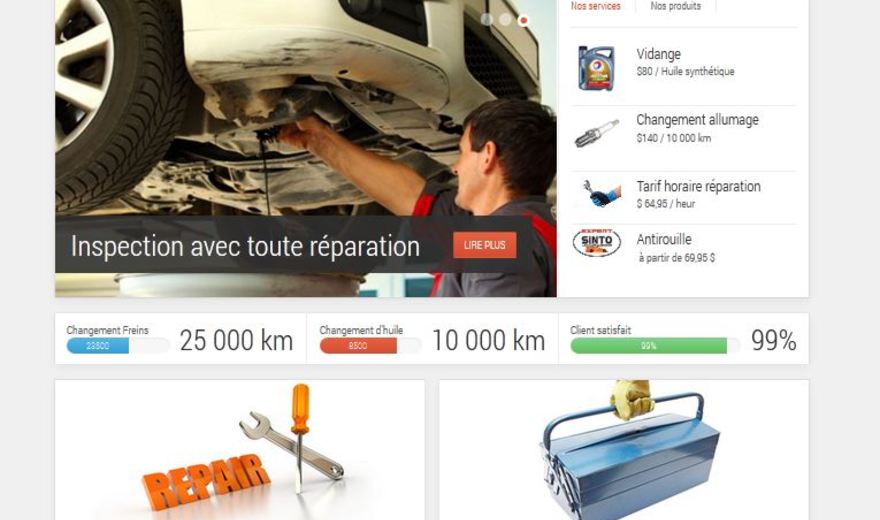 Nos services
Nos produits
Vidange
$80 / Huile synthétique
Changement allumage
$140 / 10 000 km
Tarif horaire réparation
$ 64,95 / heur
EXPERT
SINTO
Antirouille
à partir de 69,95 $
Inspection avec toute réparation
LIRE PLUS
Changement Freins
23500
25 000 km
Changement d'huile
8500
10 000 km
Client satisfait
99%
99%
REPAIR